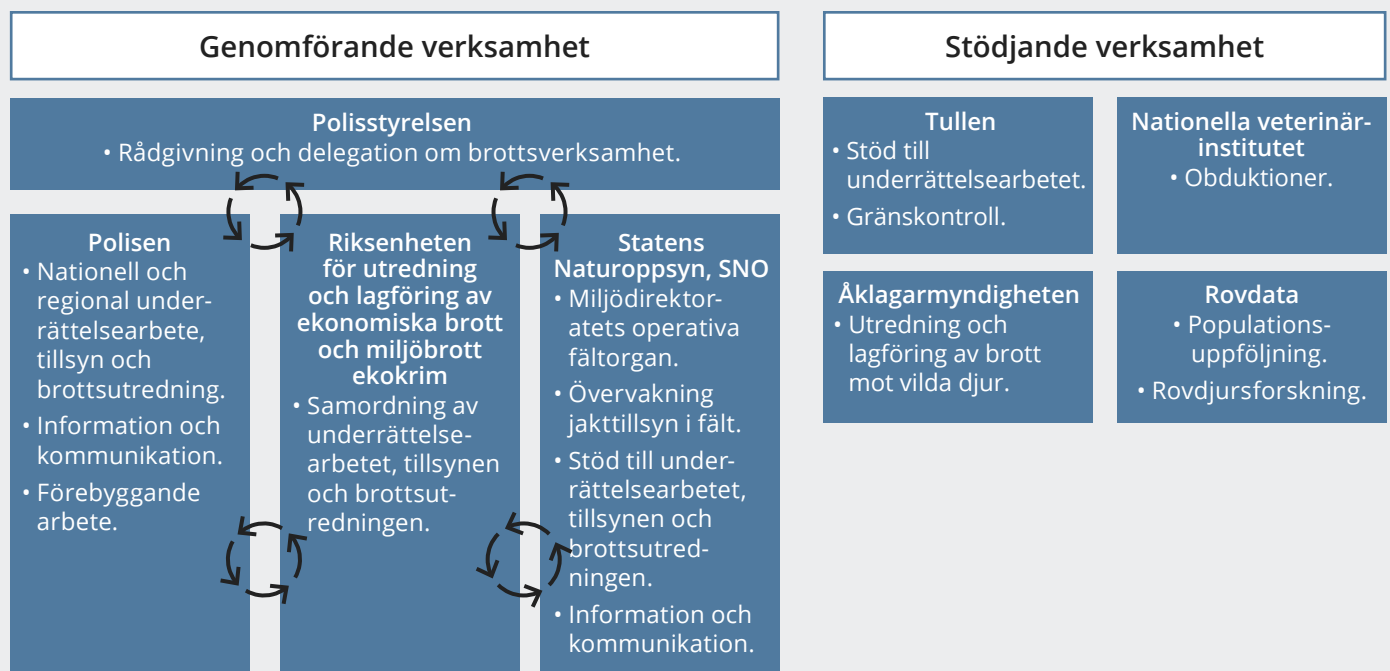 Genomförande verksamhet
Polisstyrelsen
• Rådgivning och delegation om brottsverksamhet.
Polisen
• Nationell och
regional under-
rättelsearbete,
tillsyn och
brottsutredning.
• Information och
kommunikation.
• Förebyggande
arbete.
Riksenheten
för utredning
och lagföring av
ekonomiska brott
och miljöbrott
ekokrim
• Samordning av
underrättelse-
arbetet, tillsynen
och brottsut-
redningen.
Statens
Naturoppsyn, SNO
• Miljödirektor-
atets operativa
fältorgan.
• Övervakning
jakttillsyn i fält.
• Stöd till under-
rättelsearbetet,
tillsynen och
brottsutred-
ningen.
• Information och
kommunikation.
Stödjande verksamhet
Tullen
• Stöd till
underrättelsearbetet.
• Gränskontroll.
Nationella veterinär-
institutet
• Obduktioner.
Åklagarmyndigheten
• Utredning och
lagföring av brott
mot vilda djur.
Rovdata
• Populations-
uppföljning.
• Rovdjursforskning.